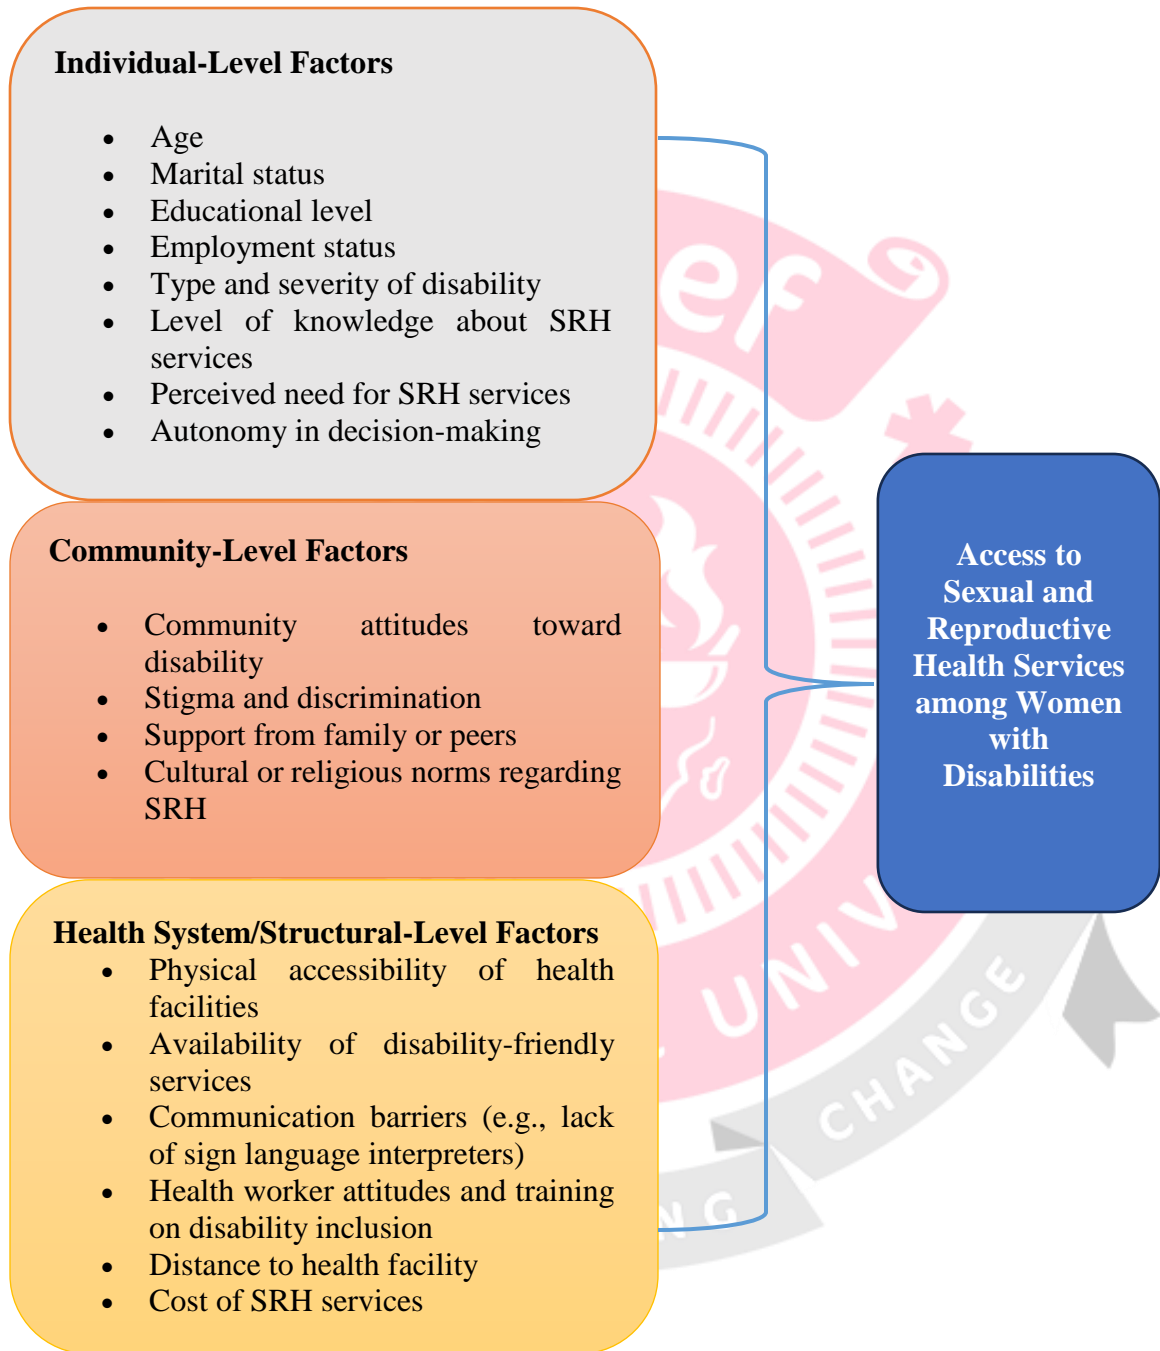 Individual-Level Factors
• Age
• Marital status
• Educational level
• Employment status
• Type and severity of disability
• Level of knowledge about SRH
services
• Perceived need for SRH services
• Autonomy in decision-making
Community-Level Factors
• Community attitudes toward
disability
• Stigma and discrimination
• Support from family or peers
• Cultural or religious norms regarding
SRH
Health System/Structural-Level Factors
• Physical accessibility of health
facilities
• Availability of disability-friendly
services
• Communication barriers (e.g., lack
of sign language interpreters)
• Health worker attitudes and training
on disability inclusion
• Distance to health facility
• Cost of SRH services
Access to
Sexual and
Reproductive
Health Services
among Women
with
Disabilities
CHANGE